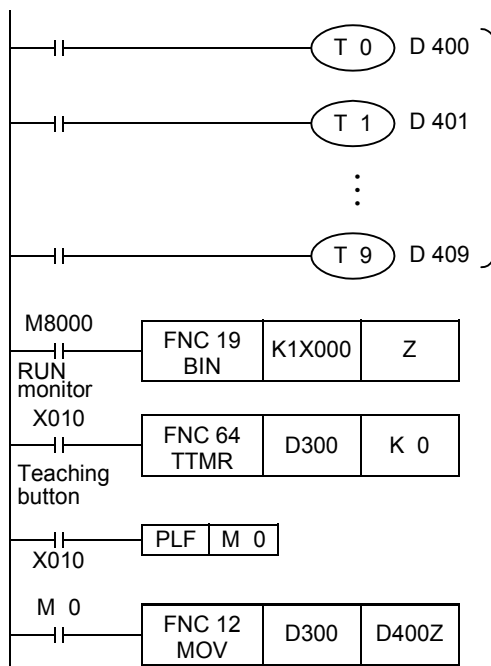 T 0 D 400
T 1 D 401
T 9 D 409
M8000
FNC 19 BIN K1X000 Z
RUN
monitor
X010
FNC 64 TTMR D300 K 0
Teaching
button
PLF M 0
X010
M 0
FNC 12 MOV D300 D400Z